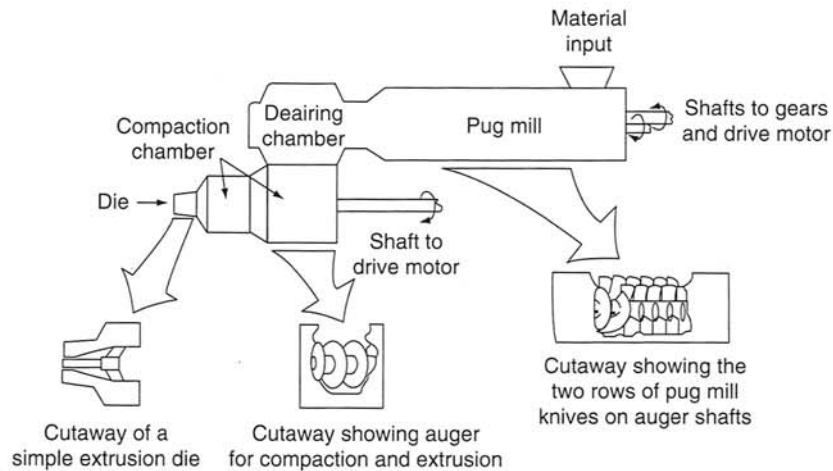 Material
input
Shafts to gears
and drive motor
Deairing
chamber
Pug mill
Compaction
chamber
Die
Shaft to
drive motor
Cutaway showing the
two rows of pug mill
knives on auger shafts
Cutaway of a
simple extrusion die
Cutaway showing auger
for compaction and extrusion